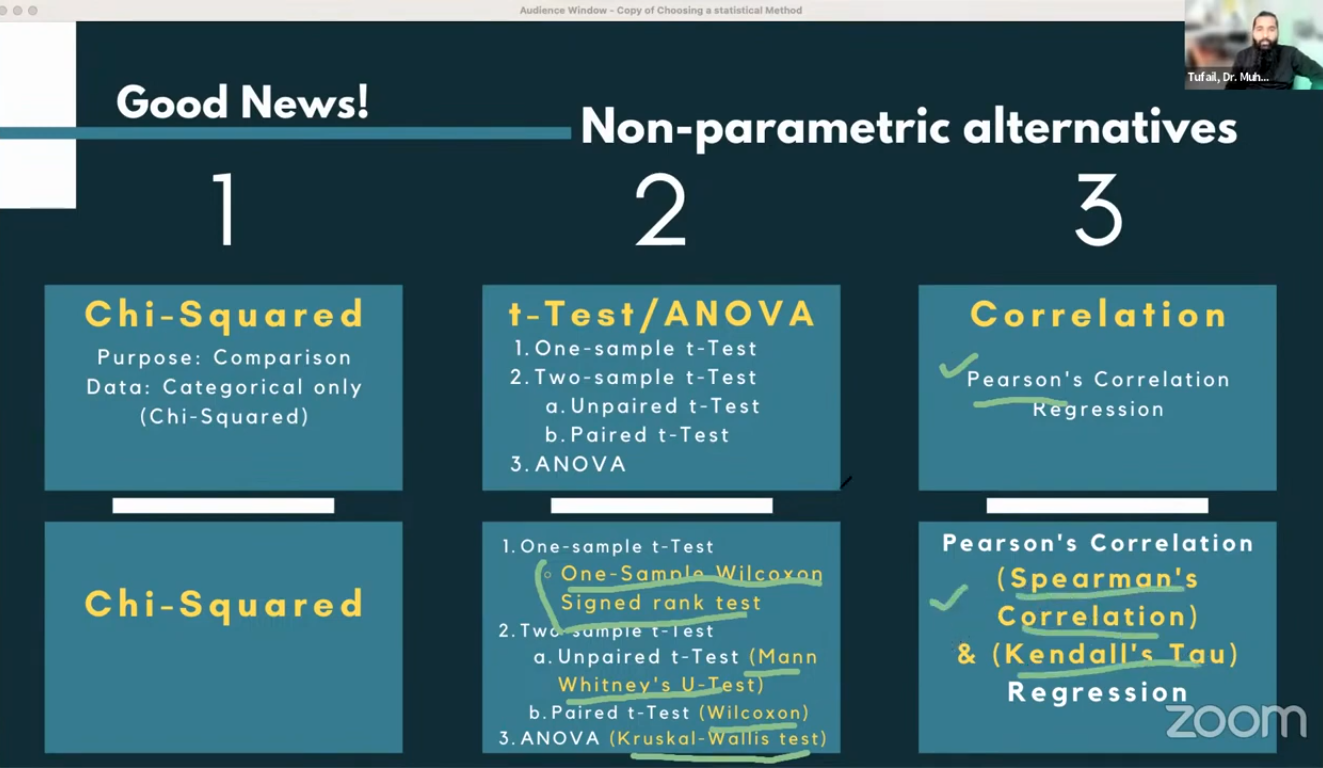 Audience Window - Copy of Choosing a statistical Method
Tufail, Dr. Muh...
Good News!
Non-parametric alternatives
1
2
3
Chi-Squared
Purpose: Comparison
Data: Categorical only
(Chi-Squared)
t-Test/ANOVA
1. One-sample t-Test
2. Two-sample t-Test
a. Unpaired t-Test
b. Paired t-Test
3. ANOVA
Correlation
Pearson's Correlation
Regression
Chi-Squared
1. One-sample t-Test
One-Sample Wilcoxon
Signed rank test
2. Two-sample t-Test
a. Unpaired t-Test (Mann
Whitney's U-Test)
b. Paired t-Test (Wilcoxon)
3. ANOVA (Kruskal-Wallis test)
Pearson's Correlation
(Spearman's
Correlation)
& (Kendall's Tau)
Regression
zoom